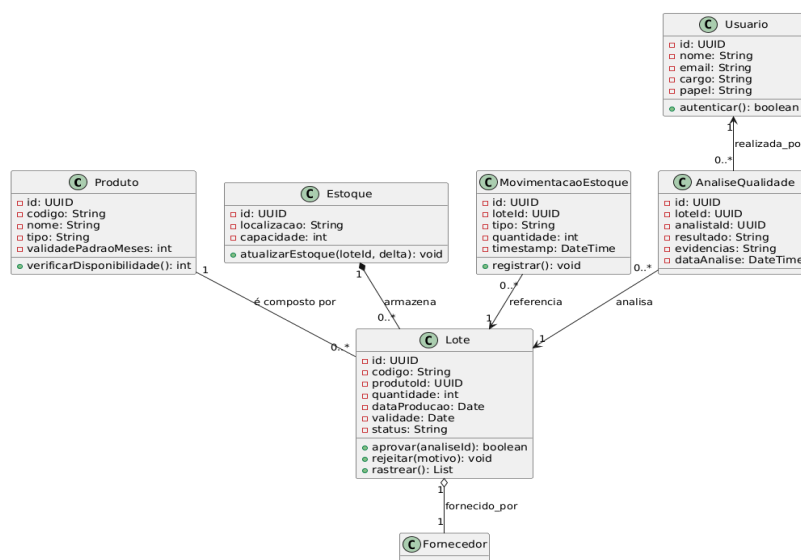 C Usuario
id: UUID
nome: String
email: String
cargo: String
papel: String
autenticar(): boolean
1
realizada_po
0..*
C Produto
id: UUID
codigo: String
nome: String
tipo: String
validadePadraoMeses: int
verificarDisponibilidade(): int
1
C Estoque
id: UUID
localizacao: String
capacidade: int
atualizarEstoque(loteId, delta): void
1
C MovimentacaoEstoque
id: UUID
loteId: UUID
tipo: String
quantidade: int
timestamp: DateTime
registrar(): void
0..*
C AnaliseQualidade
id: UUID
loteId: UUID
analistaId: UUID
resultado: String
evidencias: String
dataAnalise: DateTime
0..*
é composto por
armazena
referencia
analisa
0..*
0..*
1
1
C Lote
id: UUID
codigo: String
produtoId: UUID
quantidade: int
dataProducao: Date
validade: Date
status: String
aprovar(analiseId): boolean
rejeitar(motivo): void
rastrear(): List
1
fornecido_por
1
C Fornecedor